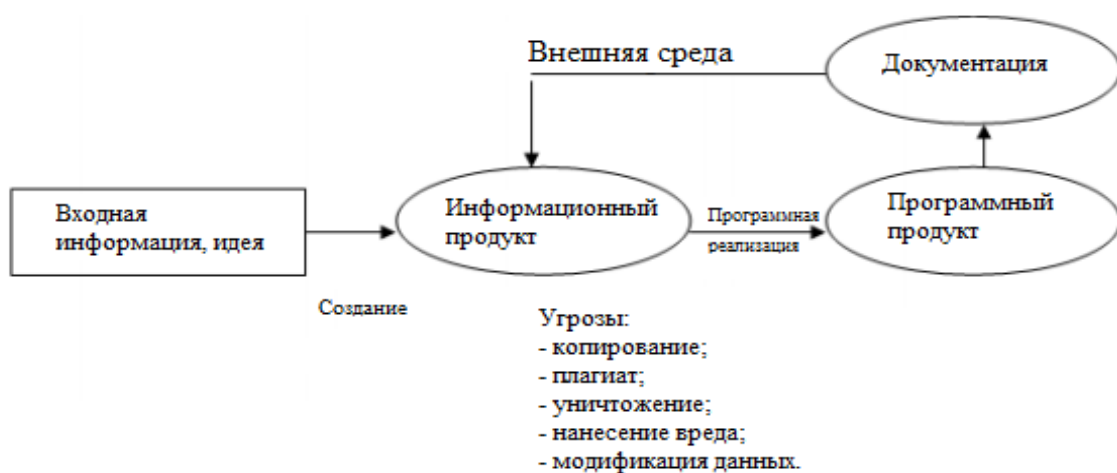 Внешняя среда
Документация
Входная
информация, идея
Информационный
продукт
Программная
реализация
Программный
продукт
Создание
Угрозы:
- копирование;
- плагиат;
- уничтожение;
- нанесение вреда;
- модификация данных.